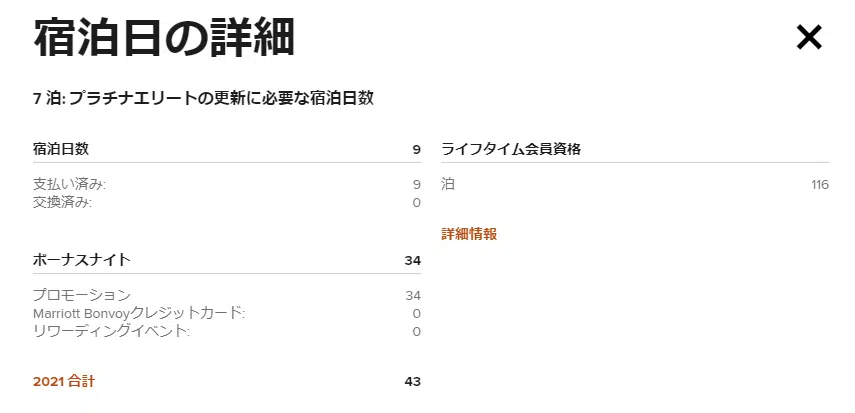 宿泊日の詳細
7 泊: プラチナエリートの更新に必要な宿泊日数
宿泊日数 9
支払い済み: 9
交換済み: 0
ボーナスナイト 34
プロモーション 34
Marriott Bonvoyクレジットカード: 0
リワーディングイベント: 0
2021 合計 43
ライフタイム会員資格
泊 116
詳細情報